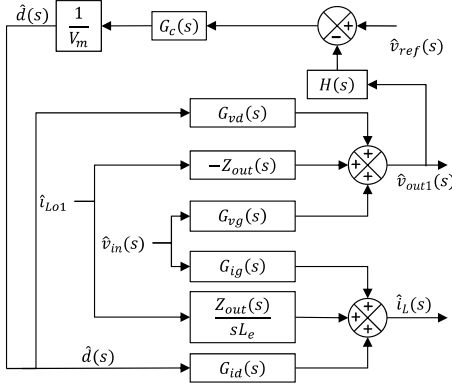 d̂(s)
1
V_m
G_c(s)
+
−
v̂_ref(s)
H(s)
G_vd(s)
+
î_Lo1
−Z_out(s)
+
+
v̂_out1(s)
v̂_in(s)
G_vg(s)
G_ig(s)
+
Z_out(s)
sL_e
+
+
î_L(s)
d̂(s)
G_id(s)